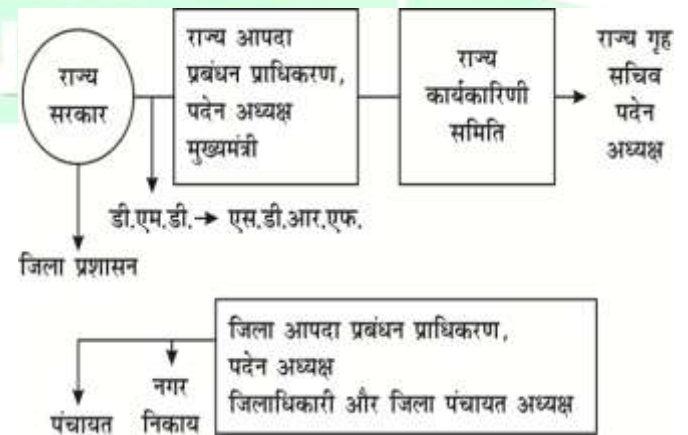 राज्य
सरकार
राज्य आपदा
प्रबंधन प्राधिकरण,
पदेन अध्यक्ष
मुख्यमंत्री
राज्य
कार्यकारिणी
समिति
राज्य गृह
सचिव
पदेन
अध्यक्ष
डी.एम.डी.→ एस.डी.आर.एफ.
जिला प्रशासन
जिला आपदा प्रबंधन प्राधिकरण,
पदेन अध्यक्ष
जिलाधिकारी और जिला पंचायत अध्यक्ष
पंचायत
नगर
निकाय